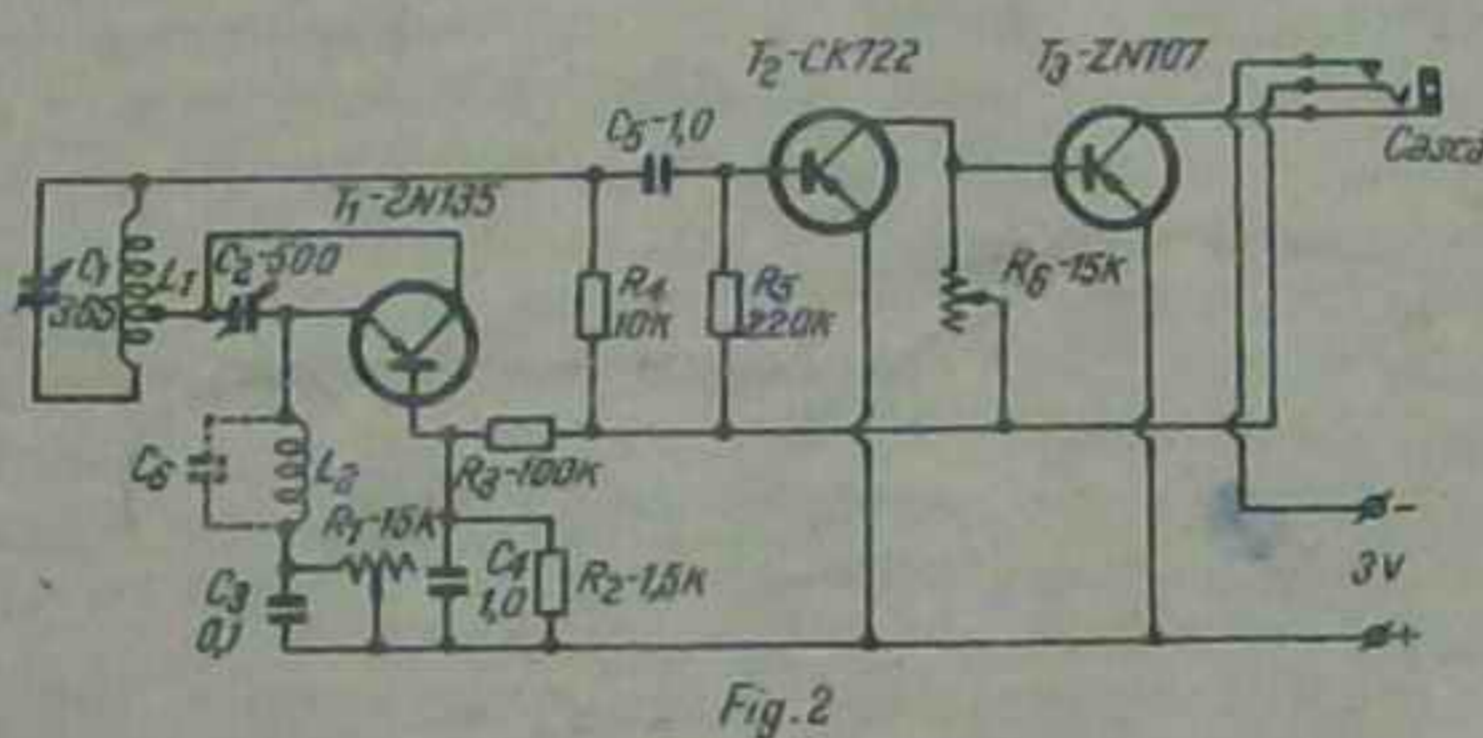 T2-CK722
T3-2N107
C5-1,0
Casca
T1-2N135
C1
365
L1
C2-500
R4
10K
R5
220K
R6-15K
C6
L2
R3-100K
R1-15K
C3
0,1
C4
1,0
R2-1,5K
-
3V
+
Fig. 2